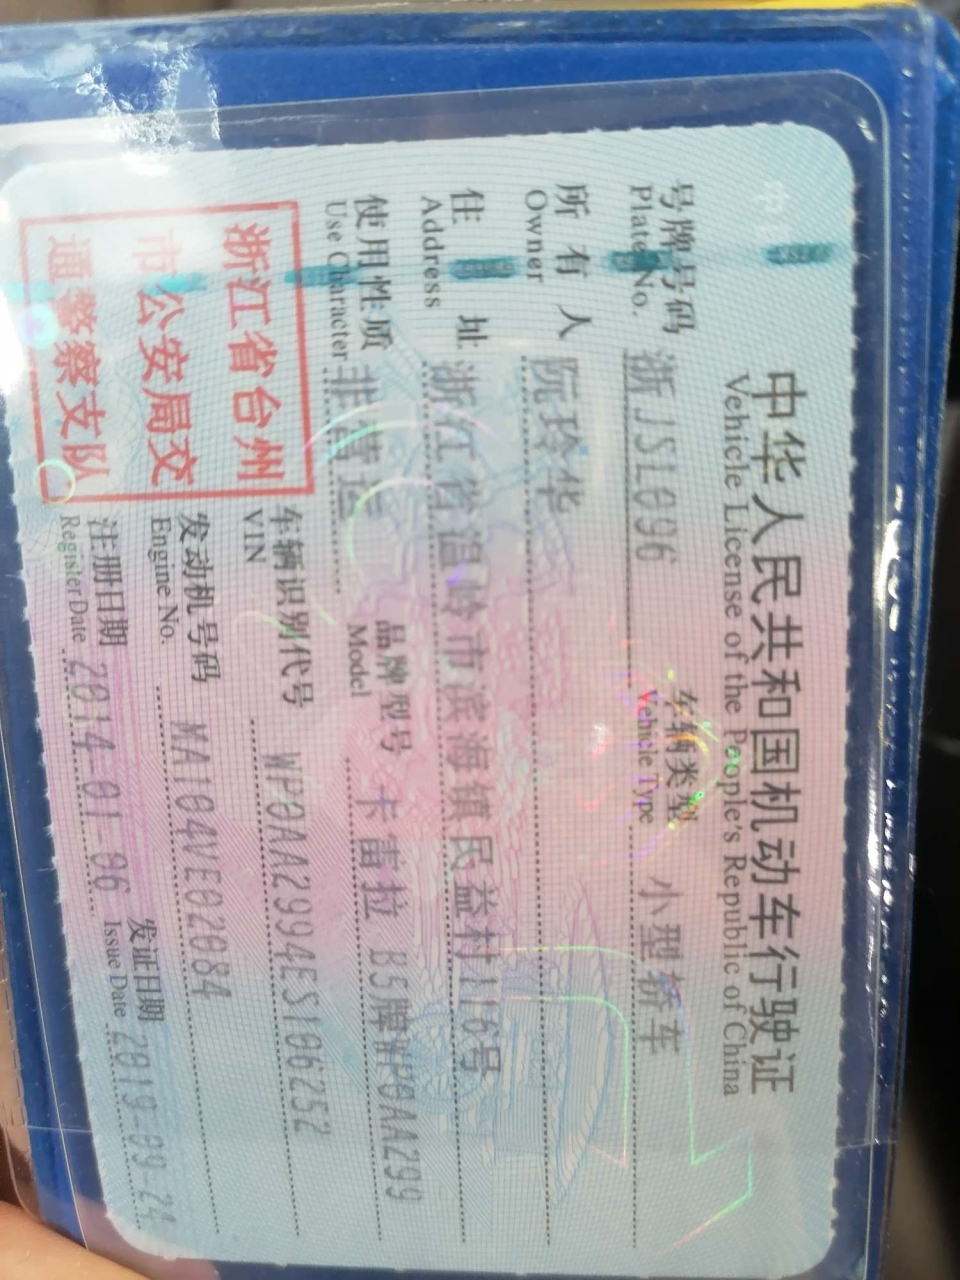 中华人民共和国机动车行驶证
Vehicle License of the People's Republic of China
号牌号码 浙JSL096 车辆类型 小型轿车
Plate No. Vehicle Type
所有人 阮玲华
Owner
住址 浙江省温岭市滨海镇民益村116号
Address
使用性质 非营运 品牌型号 卡雷拉 B5牌WP0AA299
Use Character Model
浙江省台州
市公安局交
通警察支队
车辆识别代号 WP0AA2994ES106252
VIN
发动机号码 MA104VE02084
Engine No.
注册日期 2014-01-06 发证日期 2019-09-24
Register Date Issue Date